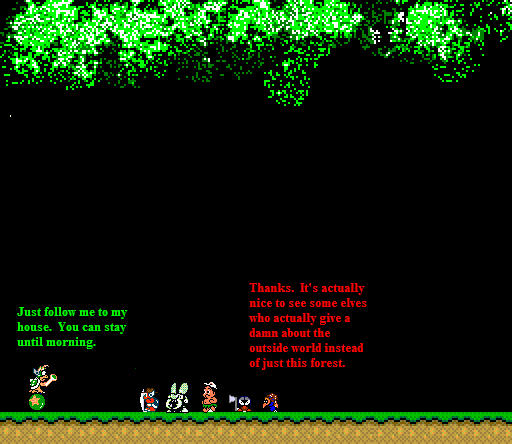 Just follow me to my
house.  You can stay
until morning.
Thanks.  It's actually
nice to see some elves
who actually give a
damn about the
outside world instead
of just this forest.